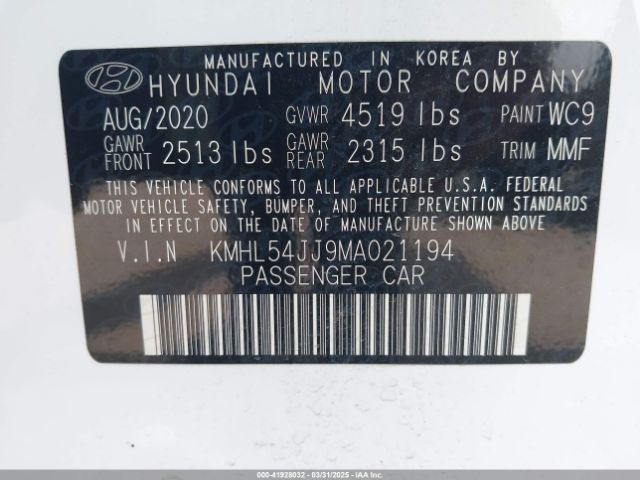 MANUFACTURED IN KOREA BY
HYUNDAI MOTOR COMPANY
AUG/2020 GVWR 4519 lbs PAINT WC9
GAWR FRONT 2513 lbs GAWR REAR 2315 lbs TRIM MMF
THIS VEHICLE CONFORMS TO ALL APPLICABLE U.S.A. FEDERAL
MOTOR VEHICLE SAFETY, BUMPER, AND THEFT PREVENTION STANDARDS
IN EFFECT ON THE DATE OF MANUFACTURE SHOWN ABOVE
V.I.N KMHL54JJ9MA021194
PASSENGER CAR
000-41928032 - 03/31/2025 - IAA Inc.